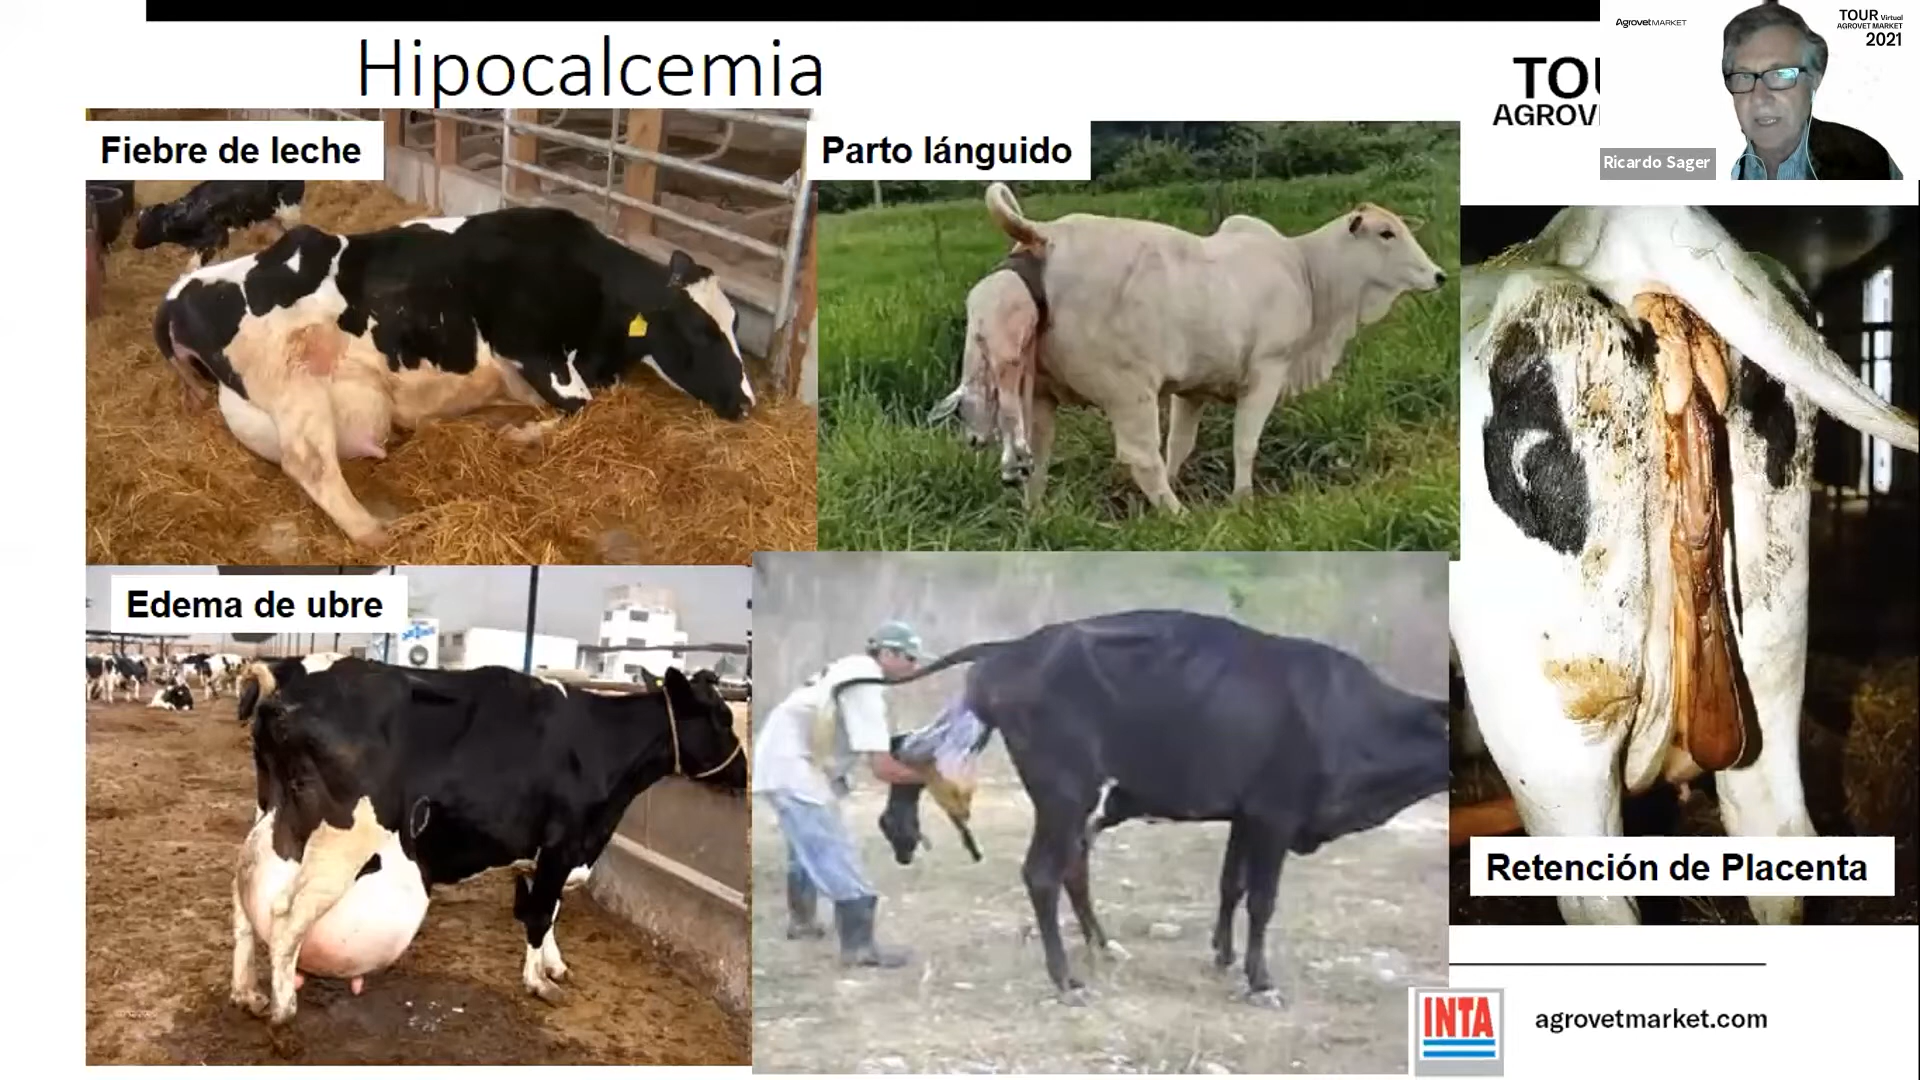 Hipocalcemia
AgrovetMARKET
TOUR Virtual
AGROVET MARKET
2021
TOU
AGROV
Ricardo Sager
Fiebre de leche
Parto lánguido
Edema de ubre
Retención de Placenta
INTA
agrovetmarket.com